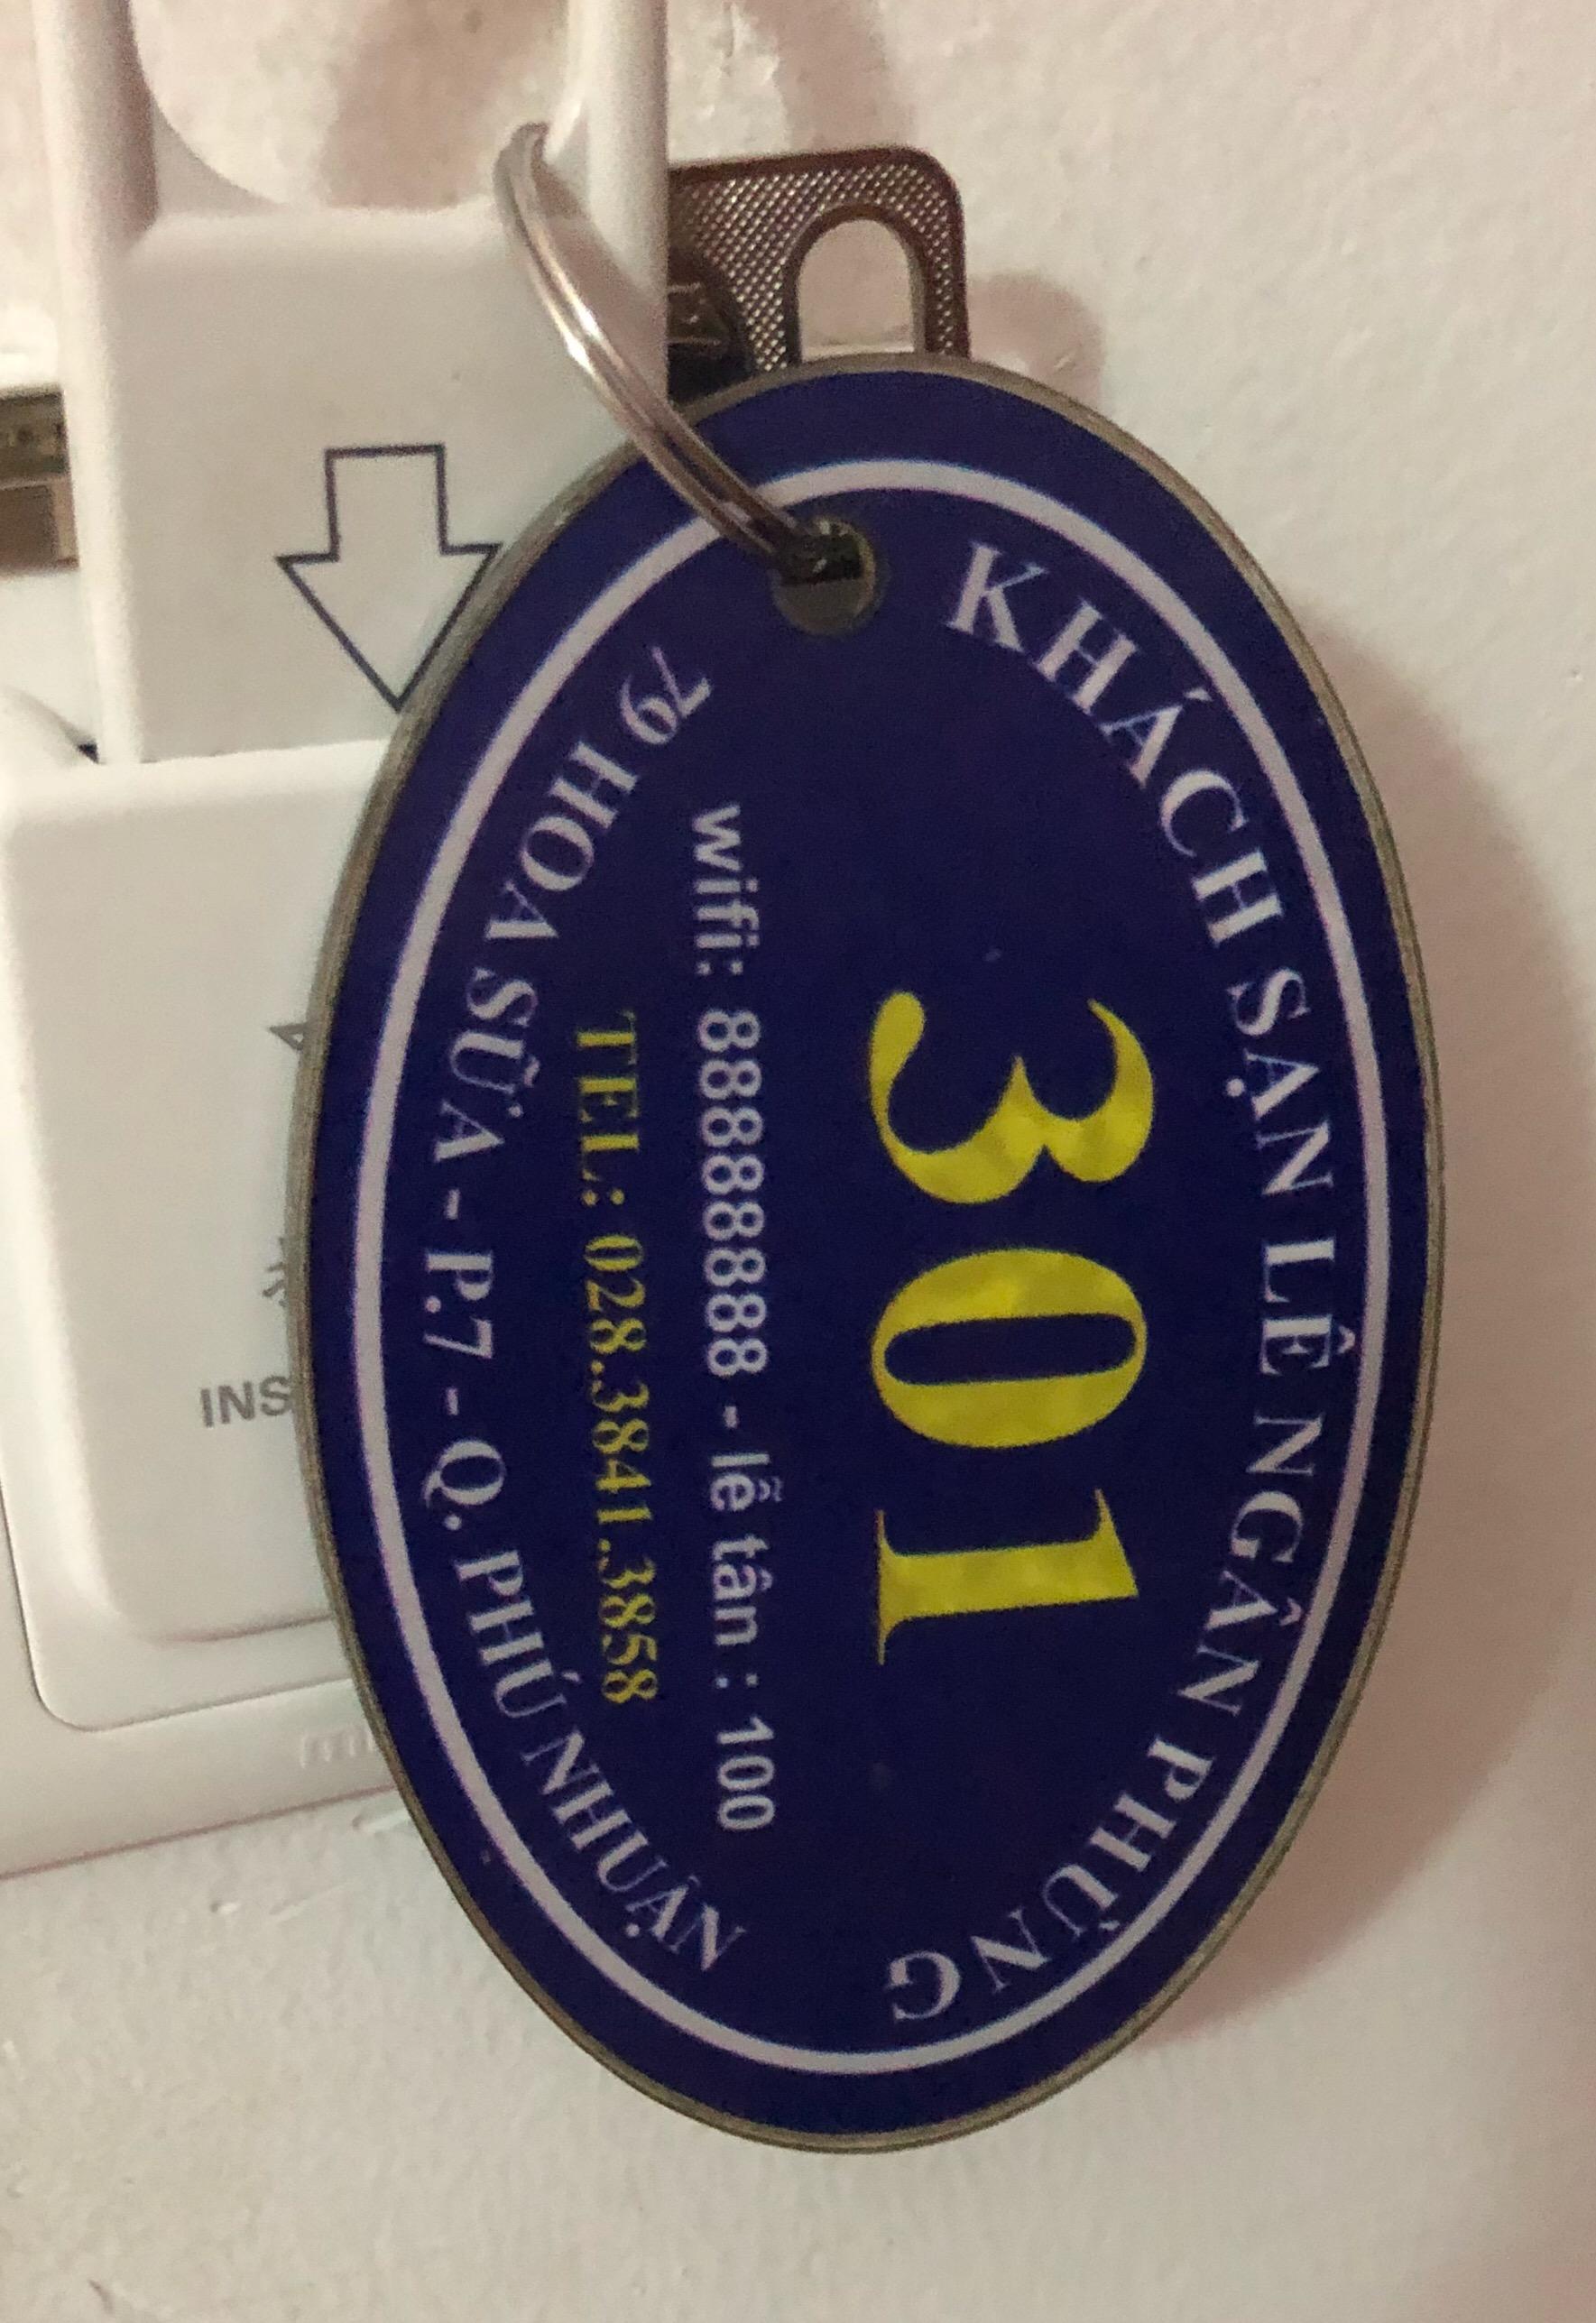 KHÁCH SẠN LÊ NGÂN PHỤNG
301
wifi: 88888888 - lễ tân : 100
TEL: 028.3841.3858
79 HOA SỮA - P.7 - Q. PHÚ NHUẬN
INS